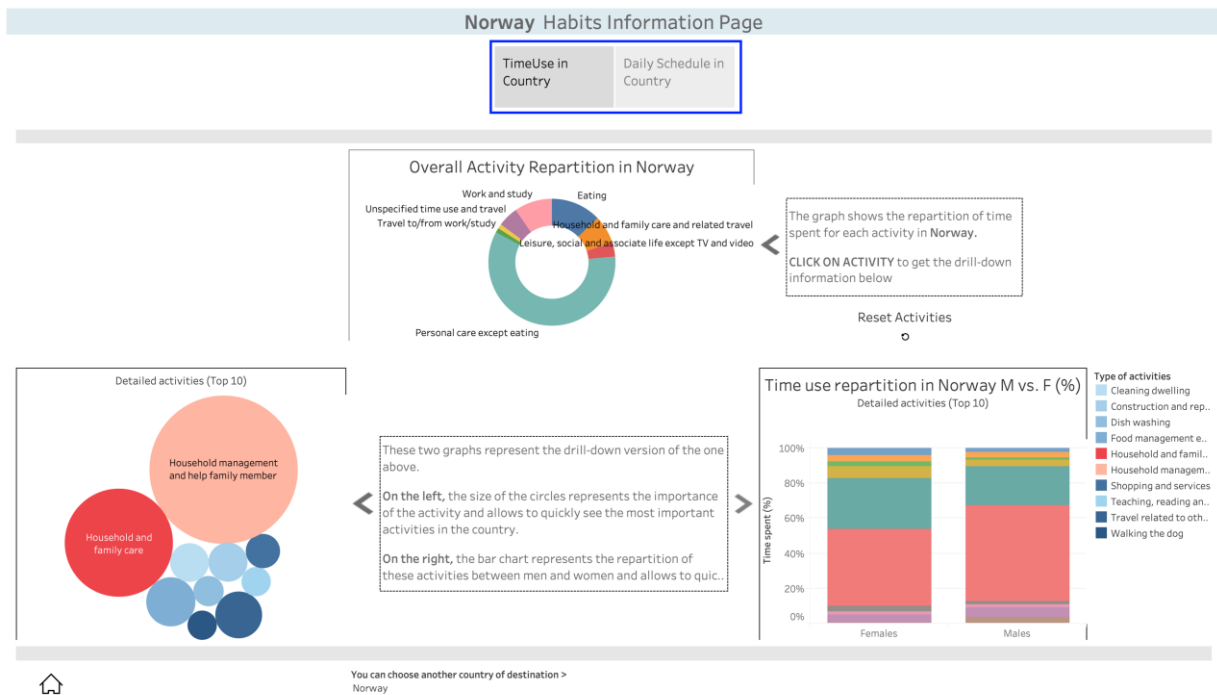 Norway Habits Information Page
TimeUse in
Country
Daily Schedule in
Country
Overall Activity Repartition in Norway
Work and study
Eating
Unspecified time use and travel
Travel to/from work/study
Household and family care and related travel
Leisure, social and associate life except TV and video
Personal care except eating
The graph shows the repartition of time
spent for each activity in Norway.
CLICK ON ACTIVITY to get the drill-down
information below
Reset Activities
Detailed activities (Top 10)
Household management
and help family member
Household and
family care
These two graphs represent the drill-down version of the one
above.
On the left, the size of the circles represents the importance
of the activity and allows to quickly see the most important
activities in the country.
On the right, the bar chart represents the repartition of
these activities between men and women and allows to quic..
Time use repartition in Norway M vs. F (%)
Detailed activities (Top 10)
Time spent (%)
100%
80%
60%
40%
20%
0%
Females
Males
Type of activities
Cleaning dwelling
Construction and rep..
Dish washing
Food management e..
Household and famil..
Household managem..
Shopping and services
Teaching, reading an..
Travel related to oth..
Walking the dog
You can choose another country of destination >
Norway